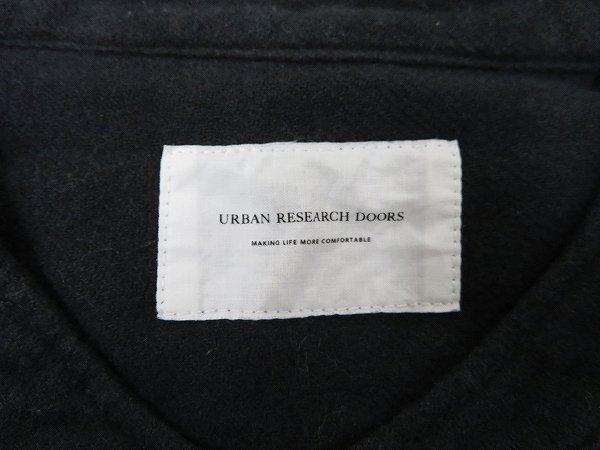 URBAN RESEARCH DOORS
MAKING LIFE MORE COMFORTABLE